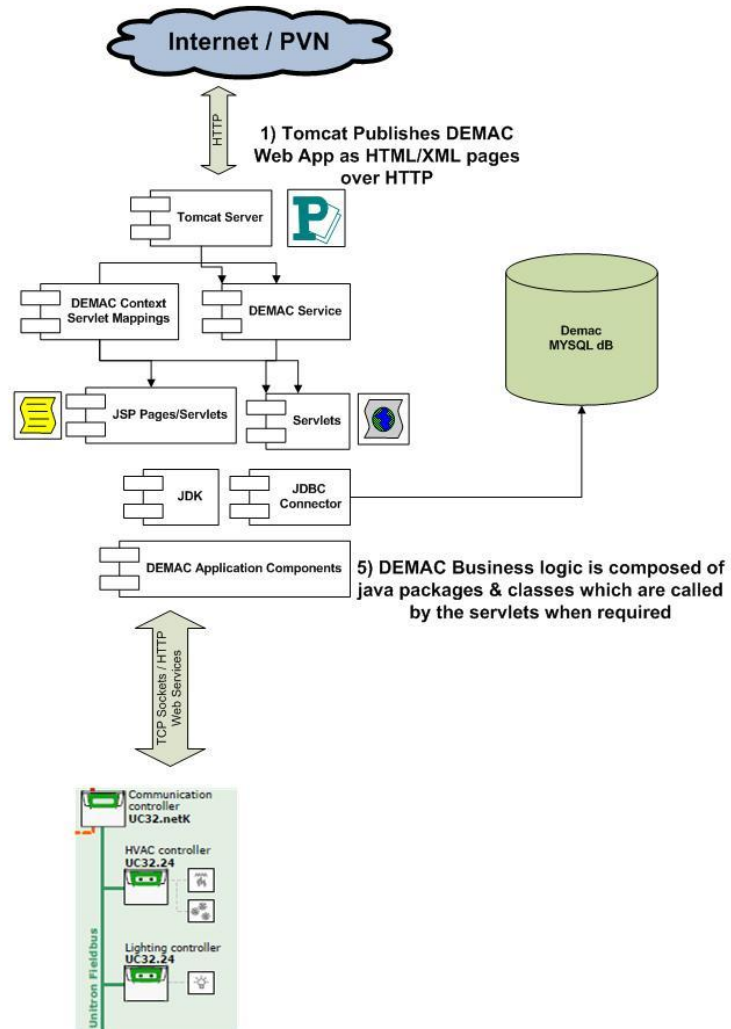 Internet / PVN
HTTP
1) Tomcat Publishes DEMAC
Web App as HTML/XML pages
over HTTP
Tomcat Server
P
DEMAC Context
Servlet Mappings
DEMAC Service
Demac
MYSQL dB
JSP Pages/Servlets
Servlets
JDK
JDBC
Connector
DEMAC Application Components
5) DEMAC Business logic is composed of
java packages & classes which are called
by the servlets when required
TCP Sockets / HTTP
Web Services
Communication
controller
UC32.netK
HVAC controller
UC32.24
Lighting controller
UC32.24
Unitron Fieldbus